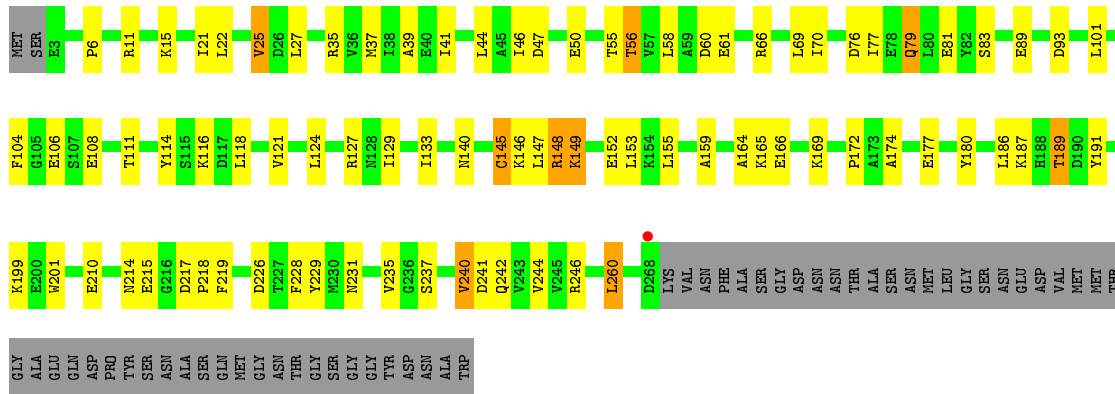 MET SER E3 P6 R11 K15 I21 L22 V25 D26 L27 R35 V36 M37 I38 A39 E40 I41 L44 A45 I46 D47 E50 T55 T56 V57 L58 A59 D60 E61 R66 L69 I70 D76 I77 E78 Q79 L80 E81 Y82 S83 E89 D93 L101
F104 G105 E106 S107 E108 T111 Y114 S115 K116 D117 L118 V121 L124 R127 N128 I129 I133 N140 C145 K146 L147 R148 K149 E152 L153 K154 L155 A159 A164 K165 E166 K169 P172 A173 A174 E177 Y180 L186 K187 H188 T189 D190 Y191
K199 E200 W201 E210 N214 E215 G216 D217 P218 F219 D226 T227 F228 Y229 M230 N231 V235 G236 S237 V240 D241 Q242 V243 V244 V245 R246 L260 D268 LYS VAL ASN PHE ALA SER GLY ASP ASN ASN THR ALA SER ASN MET LEU GLY SER ASN GLU ASP VAL MET MET THR
GLY ALA GLU GLN ASP PRO TYR SER ASN ALA SER GLN MET GLY ASN THR GLY SER GLY GLY TYR ASP ASN ALA TRP